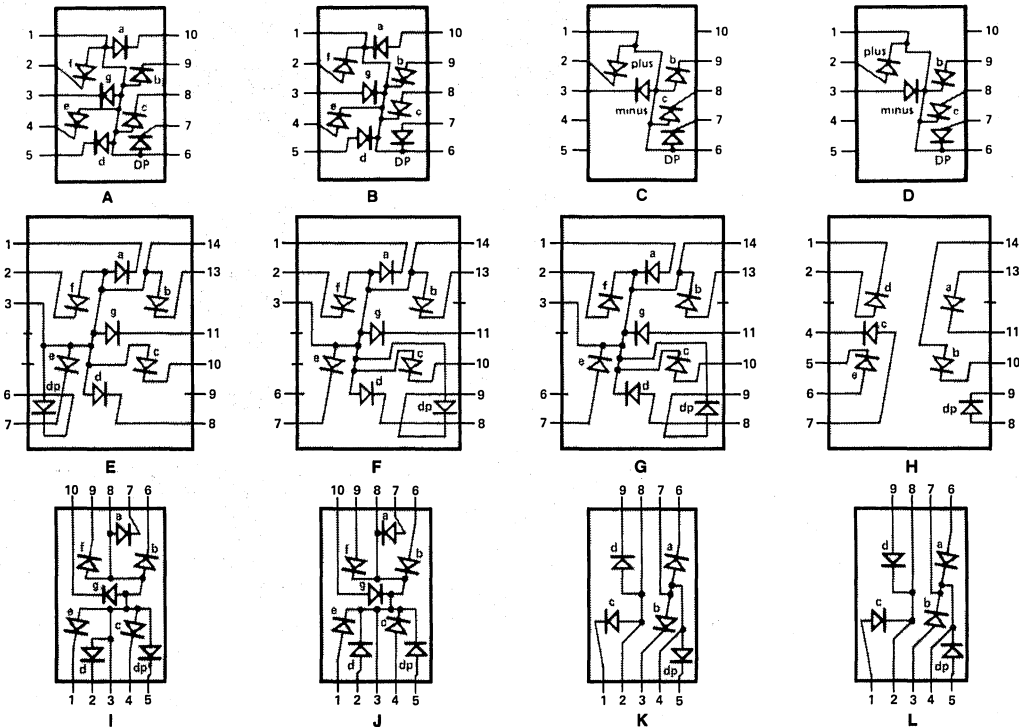 1 a 10 1 a 10 1 10 1 10
2 f 9 2 f 9 2 plus b 9 2 plus b 9
b g b
3 g 8 3 8 3 minus c 8 3 minus c 8
e c e c
4 7 4 7 4 7 4 7
5 d DP 6 5 d DP 6 5 DP 6 5 DP 6
A B C D
1 a 14 1 a 14 1 a 14 1 14
2 f b 13 2 f b 13 2 f b 13 2 d a 13
3 3 3
g 11 g 11 g 11 4 c 11
e c 10 e c 10 e c 10 5 e b 10
6 dp d 9 6 d dp 9 6 d dp 9 6 dp 9
7 8 7 8 7 8 7 8
E F G H
10 9 8 7 6 10 9 8 7 6 9 8 7 6 9 8 7 6
a a
f b f b d a d a
g g
e c e c c b c b
d dp d dp dp dp
1 2 3 4 5 1 2 3 4 5 1 2 3 4 5 1 2 3 4 5
I J K L